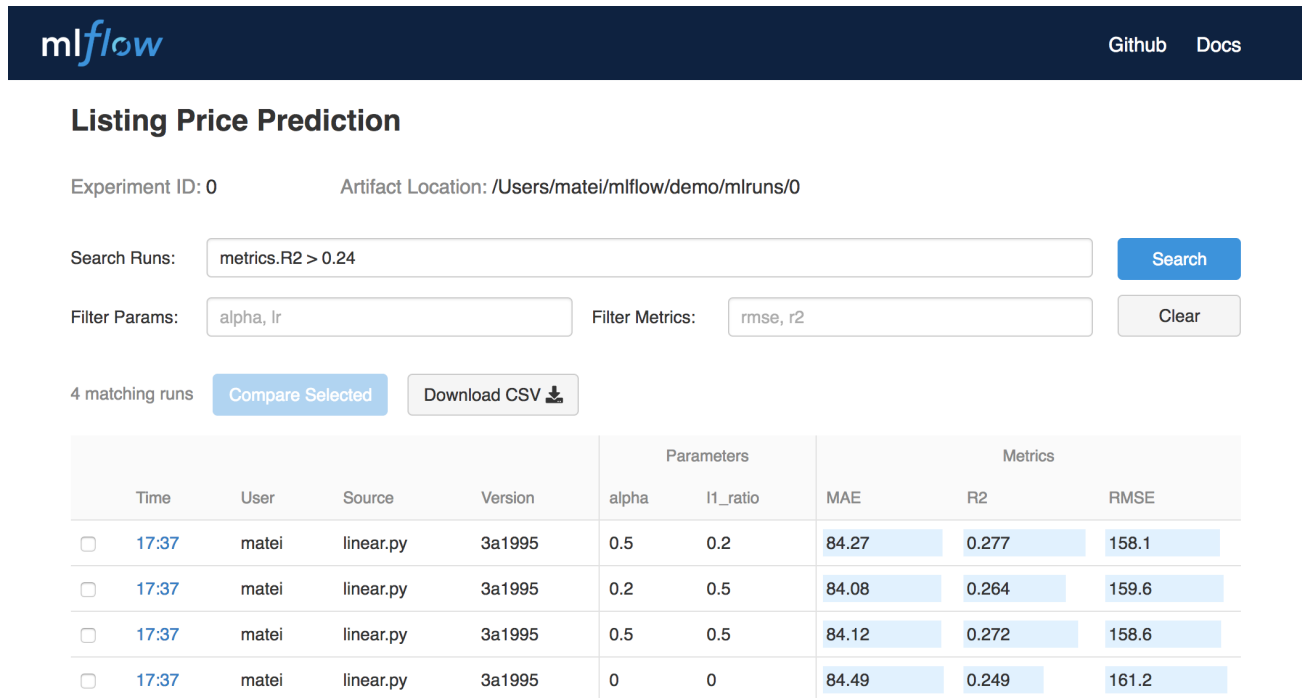 mlflow Github Docs
Listing Price Prediction
Experiment ID: 0 Artifact Location: /Users/matei/mlflow/demo/mlruns/0
Search Runs: metrics.R2 > 0.24 Search
Filter Params: alpha, lr Filter Metrics: rmse, r2 Clear
4 matching runs Compare Selected Download CSV
Parameters Metrics
Time User Source Version alpha l1_ratio MAE R2 RMSE
17:37 matei linear.py 3a1995 0.5 0.2 84.27 0.277 158.1
17:37 matei linear.py 3a1995 0.2 0.5 84.08 0.264 159.6
17:37 matei linear.py 3a1995 0.5 0.5 84.12 0.272 158.6
17:37 matei linear.py 3a1995 0 0 84.49 0.249 161.2